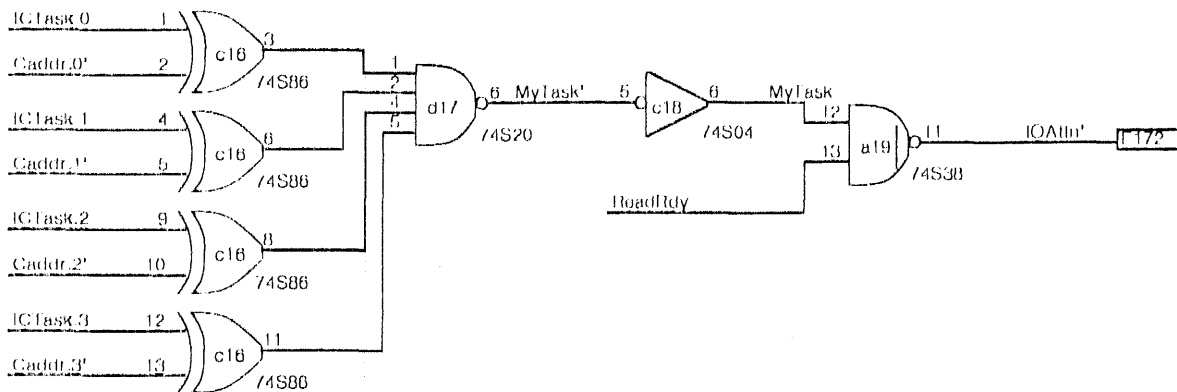 ICTask.0 1
3
c16
Caddr.0' 2
74S86
ICTask.1 4
6
c16
Caddr.1' 5
74S86
ICTask.2 9
8
c16
Caddr.2' 10
74S86
ICTask.3 12
11
c16
Caddr.3' 13
74S86
1
2
4
5
d17
6 MyTask'
74S20
5
c18
6 MyTask
74S04
12
13
a19
11 IOAttn'
74S38
ReadRdy